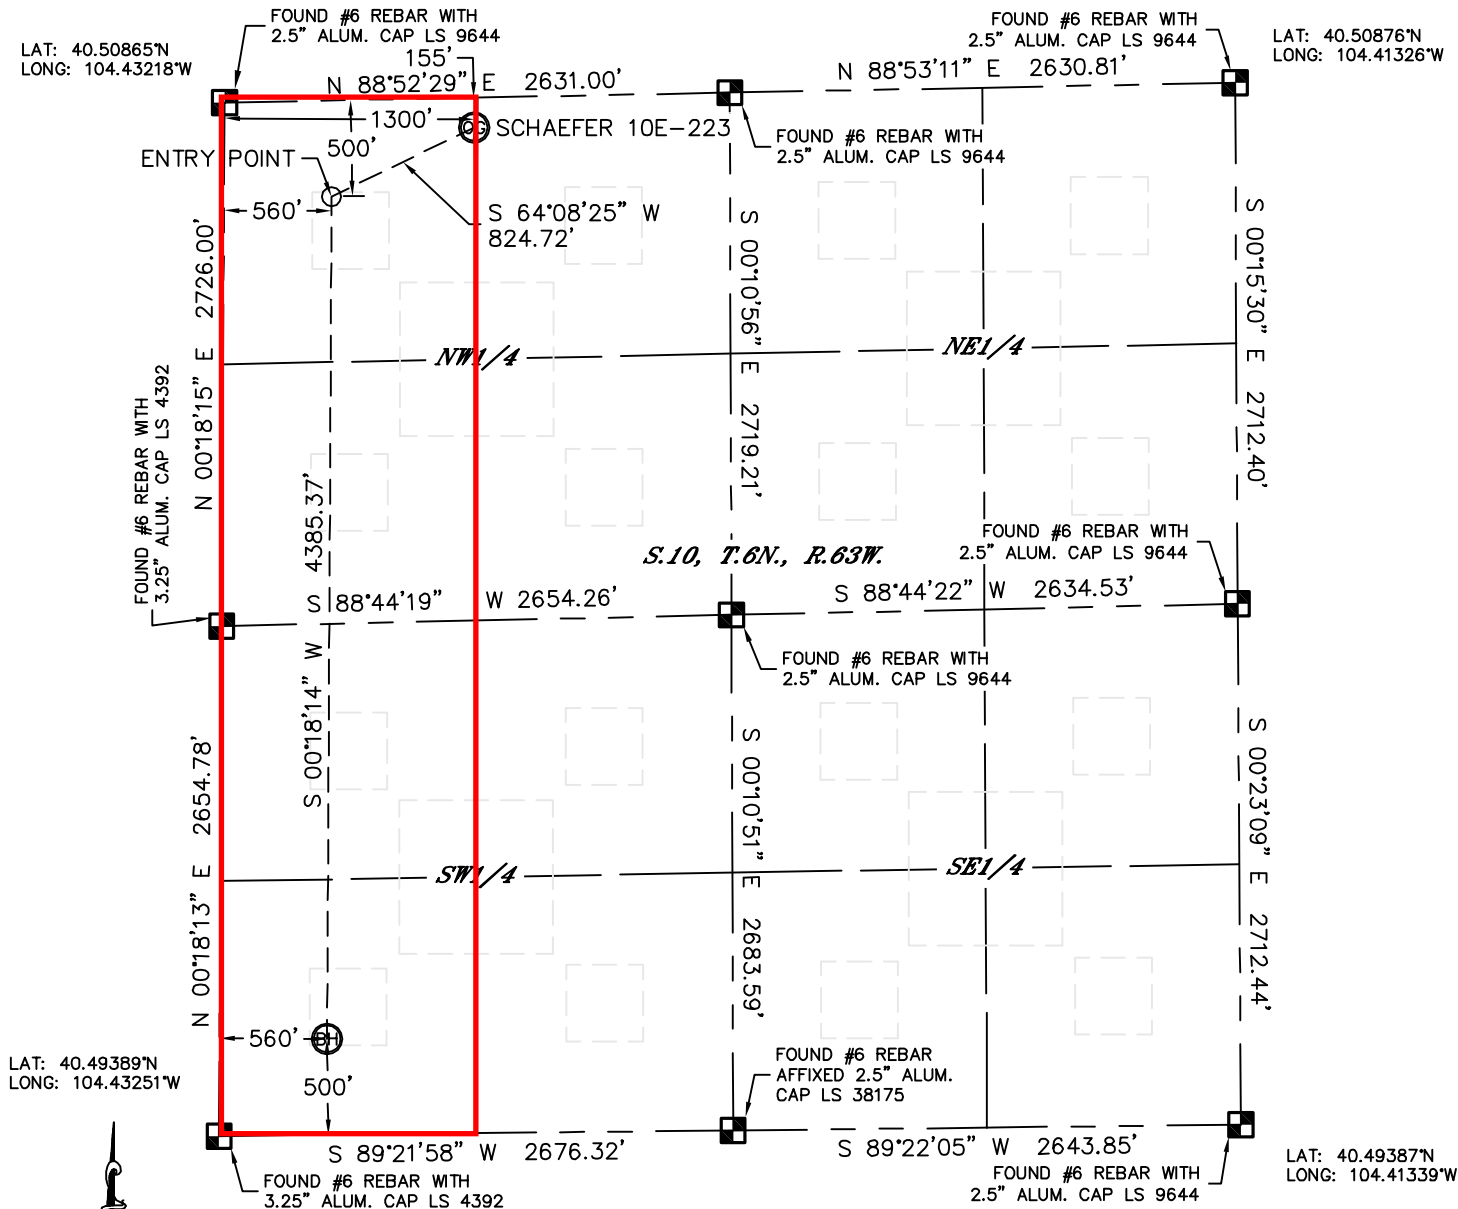 FOUND #6 REBAR WITH
2.5" ALUM. CAP LS 9644
LAT: 40.50865°N
LONG: 104.43218°W
155'
N 88°52'29" E 2631.00'
FOUND #6 REBAR WITH
2.5" ALUM. CAP LS 9644
N 88°53'11" E 2630.81'
LAT: 40.50876°N
LONG: 104.41326°W
1300'
OG SCHAEFER 10E-223
500'
ENTRY POINT
FOUND #6 REBAR WITH
2.5" ALUM. CAP LS 9644
560'
S 64°08'25" W
824.72'
N 00°18'15" E 2726.00'
S 00°10'56" E 2719.21'
S 00°15'30" E 2712.40'
NW1/4
NE1/4
FOUND #6 REBAR WITH
3.25" ALUM. CAP LS 4392
S 00°18'14" W 4385.37'
S.10, T.6N., R.63W.
FOUND #6 REBAR WITH
2.5" ALUM. CAP LS 9644
S 88°44'19" W 2654.26'
S 88°44'22" W 2634.53'
FOUND #6 REBAR WITH
2.5" ALUM. CAP LS 9644
N 00°18'13" E 2654.78'
S 00°10'51" E 2683.59'
S 00°23'09" E 2712.44'
SW1/4
SE1/4
560'
BH
500'
LAT: 40.49389°N
LONG: 104.43251°W
FOUND #6 REBAR
AFFIXED 2.5" ALUM.
CAP LS 38175
S 89°21'58" W 2676.32'
S 89°22'05" W 2643.85'
FOUND #6 REBAR WITH
3.25" ALUM. CAP LS 4392
FOUND #6 REBAR WITH
2.5" ALUM. CAP LS 9644
LAT: 40.49387°N
LONG: 104.41339°W